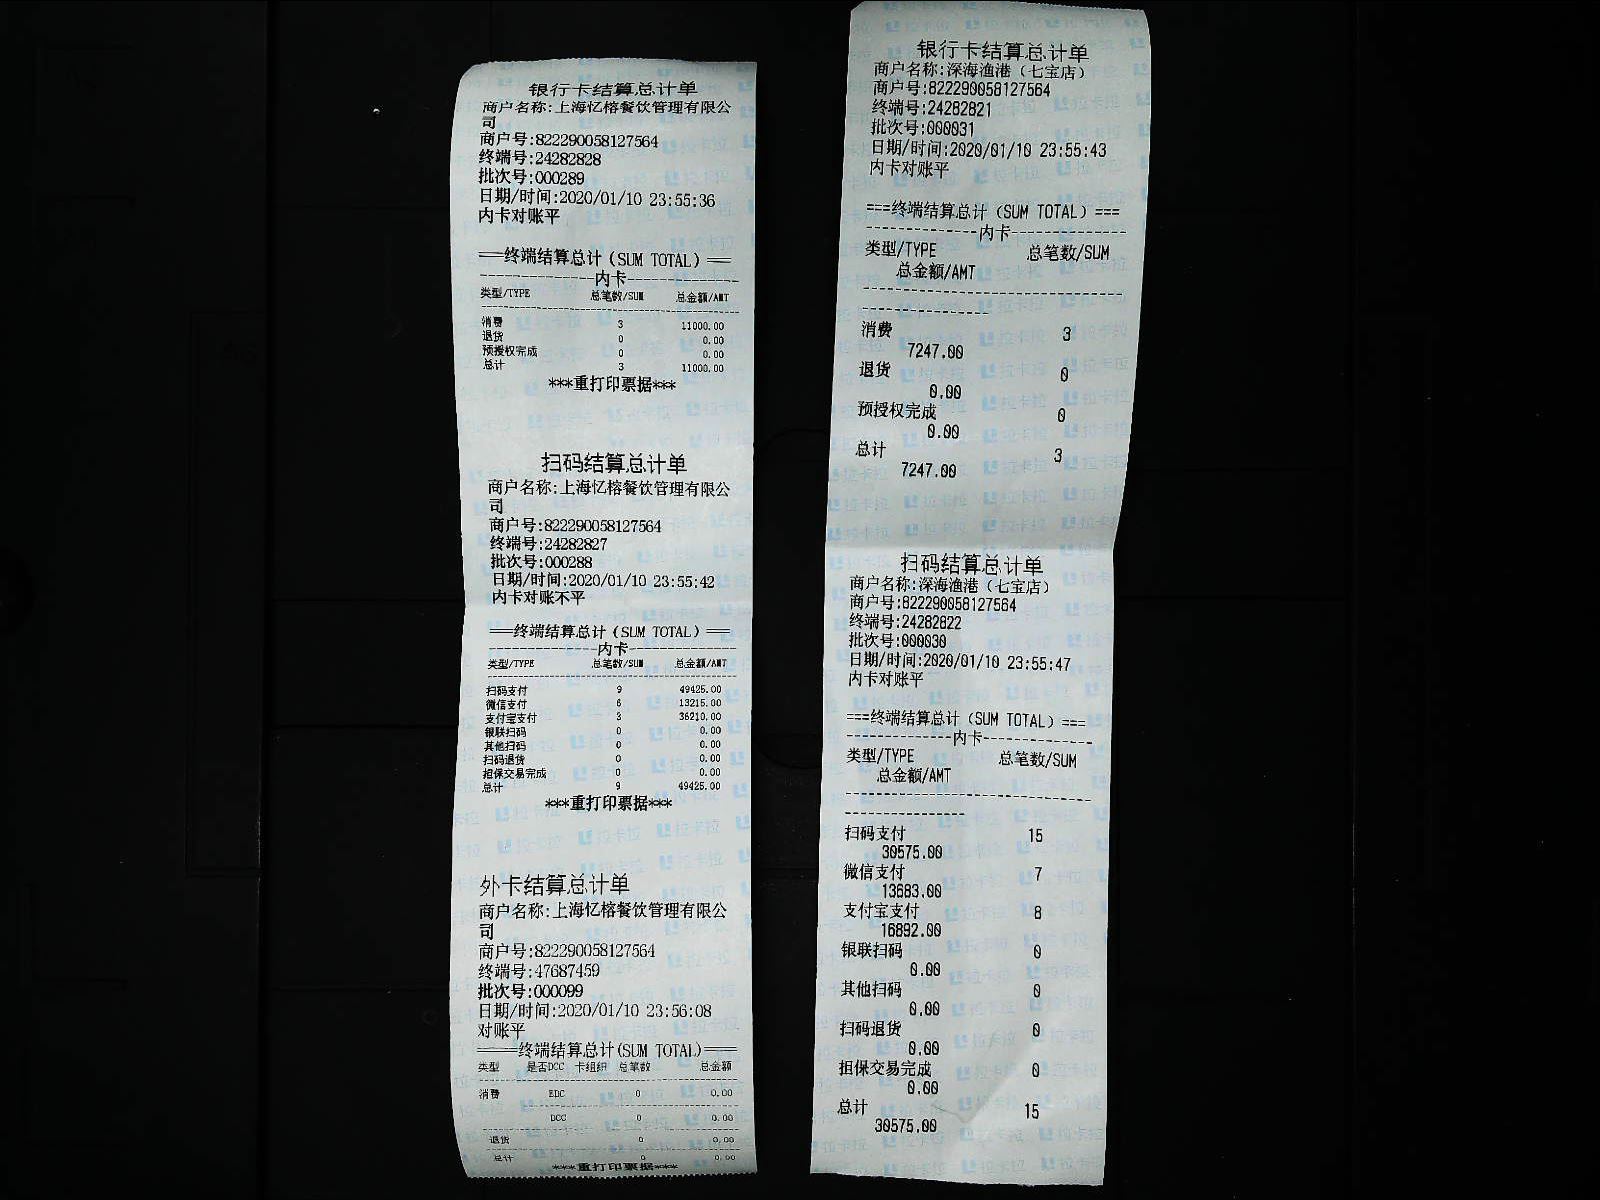 银行卡结算总计单
商户名称:上海忆榕餐饮管理有限公
司
商户号:822290058127564
终端号:24282828
批次号:000289
日期/时间:2020/01/10 23:55:36
内卡对账平
===终端结算总计(SUM TOTAL)===
内卡
类型/TYPE 总笔数/SUM 总金额/AMT
消费 3 11000.00
退货 0 0.00
预授权完成 0 0.00
总计 3 11000.00
***重打印票据***
扫码结算总计单
商户名称:上海忆榕餐饮管理有限公
司
商户号:822290058127564
终端号:24282827
批次号:000288
日期/时间:2020/01/10 23:55:42
内卡对账不平
===终端结算总计(SUM TOTAL)===
内卡
类型/TYPE 总笔数/SUM 总金额/AMT
扫码支付 9 49425.00
微信支付 6 13215.00
支付宝支付 3 36210.00
银联扫码 0 0.00
其他扫码 0 0.00
扫码退货 0 0.00
担保交易完成 0 0.00
总计 9 49425.00
***重打印票据***
外卡结算总计单
商户名称:上海忆榕餐饮管理有限公
司
商户号:822290058127564
终端号:47687459
批次号:000099
日期/时间:2020/01/10 23:56:08
对账平
=====终端结算总计(SUM TOTAL)====
类型 是否DCC 卡组织 总笔数 总金额
消费 EDC 0 0.00
DCC 0 0.00
退货 0 0.00
总计 0 0.00
***重打印票据***
银行卡结算总计单
商户名称:深海渔港（七宝店）
商户号:822290058127564
终端号:24282821
批次号:000031
日期/时间:2020/01/10 23:55:43
内卡对账平
===终端结算总计（SUM TOTAL）===
内卡
类型/TYPE 总笔数/SUM
总金额/AMT
消费 3
7247.00
退货 0
0.00
预授权完成 0
0.00
总计 3
7247.00
扫码结算总计单
商户名称:深海渔港（七宝店）
商户号:822290058127564
终端号:24282822
批次号:000030
日期/时间:2020/01/10 23:55:47
内卡对账平
===终端结算总计（SUM TOTAL）===
内卡
类型/TYPE 总笔数/SUM
总金额/AMT
扫码支付 15
30575.00
微信支付 7
13683.00
支付宝支付 8
16892.00
银联扫码 0
0.00
其他扫码 0
0.00
扫码退货 0
0.00
担保交易完成 0
0.00
总计 15
30575.00